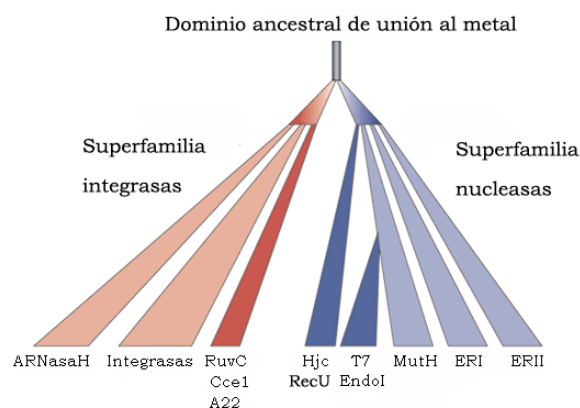 Dominio ancestral de unión al metal
Superfamilia
integrasas
Superfamilia
nucleasas
ARNasaH Integrasas RuvC Hjc T7 MutH ERI ERII
Cce1 RecU EndoI
A22